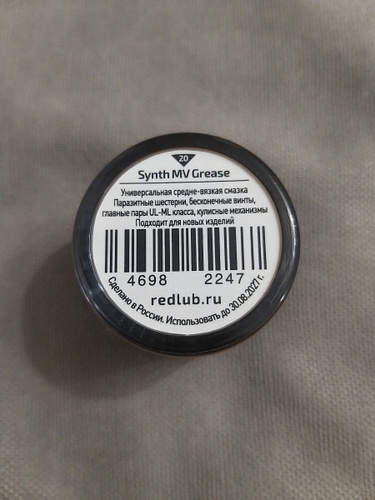 20
Synth MV Grease
Универсальная средне-вязкая смазка
Паразитные шестерни, бесконечные винты,
главные пары UL-ML класса, кулисные механизмы
Подходит для новых изделий
4698 2247
redlub.ru
Сделано в России. Использовать до 30.08.2027 г.